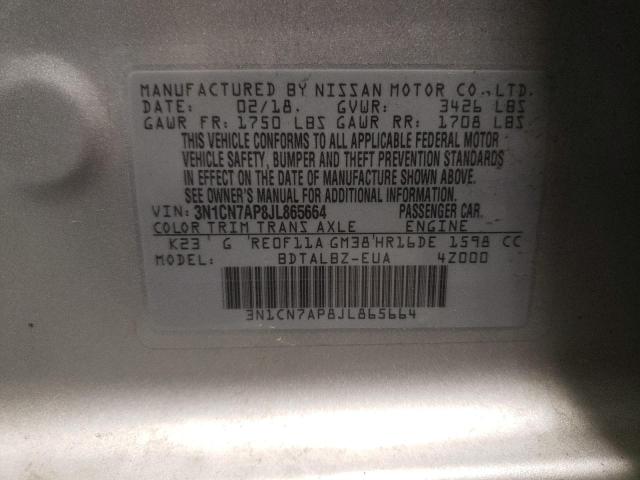 MANUFACTURED BY NISSAN MOTOR CO., LTD.
DATE: 02/18. GVWR: 3426 LBS
GAWR FR: 1750 LBS GAWR RR: 1708 LBS
THIS VEHICLE CONFORMS TO ALL APPLICABLE FEDERAL MOTOR
VEHICLE SAFETY, BUMPER AND THEFT PREVENTION STANDARDS
IN EFFECT ON THE DATE OF MANUFACTURE SHOWN ABOVE.
SEE OWNER'S MANUAL FOR ADDITIONAL INFORMATION.
VIN: 3N1CN7AP8JL865664 PASSENGER CAR.
COLOR TRIM TRANS AXLE ENGINE
K23 G RE0F11A GM38 HR16DE 1598 CC
MODEL: BDTALBZ-EUA 4Z000
3N1CN7AP8JL865664